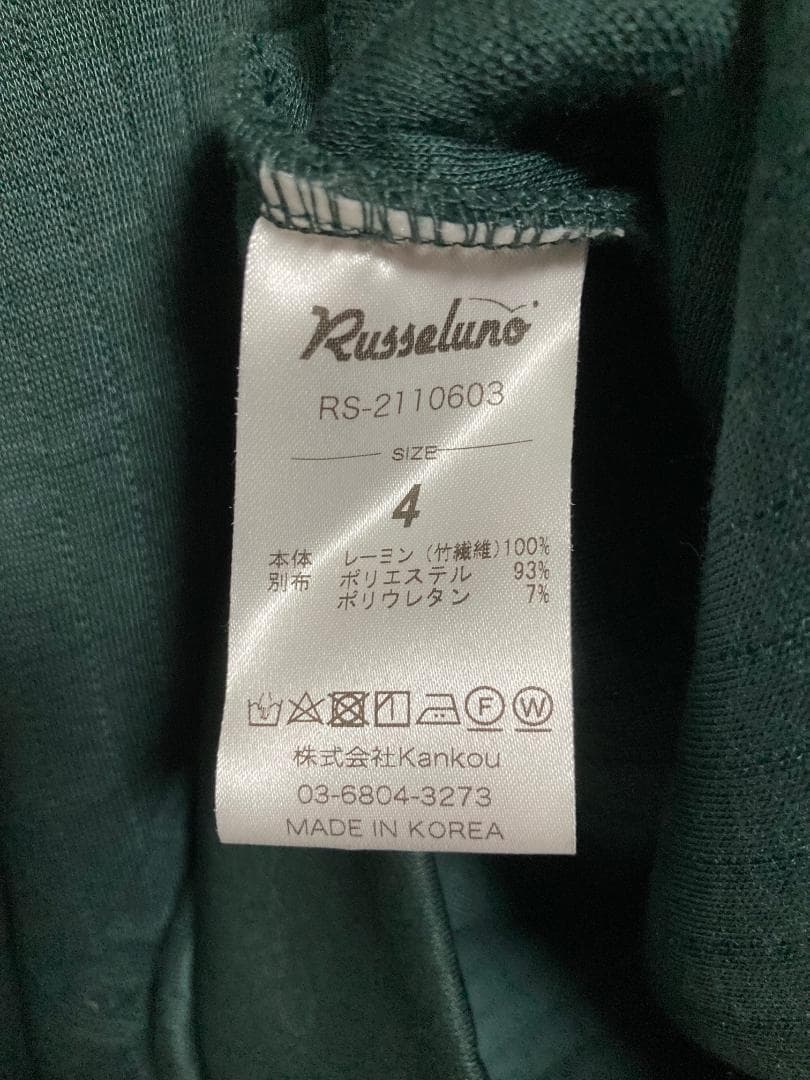 Russeluno
RS-2110603
SIZE
4
本体 レーヨン(竹繊維)100%
別布 ポリエステル 93%
ポリウレタン 7%
F W
株式会社Kankou
03-6804-3273
MADE IN KOREA